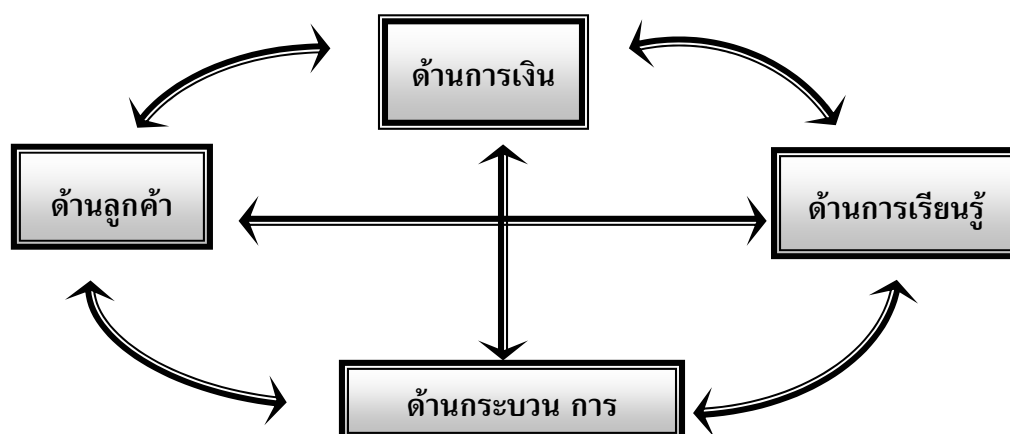 ด้านการเงิน
ด้านลูกค้า
ด้านการเรียนรู้
ด้านกระบวน การ